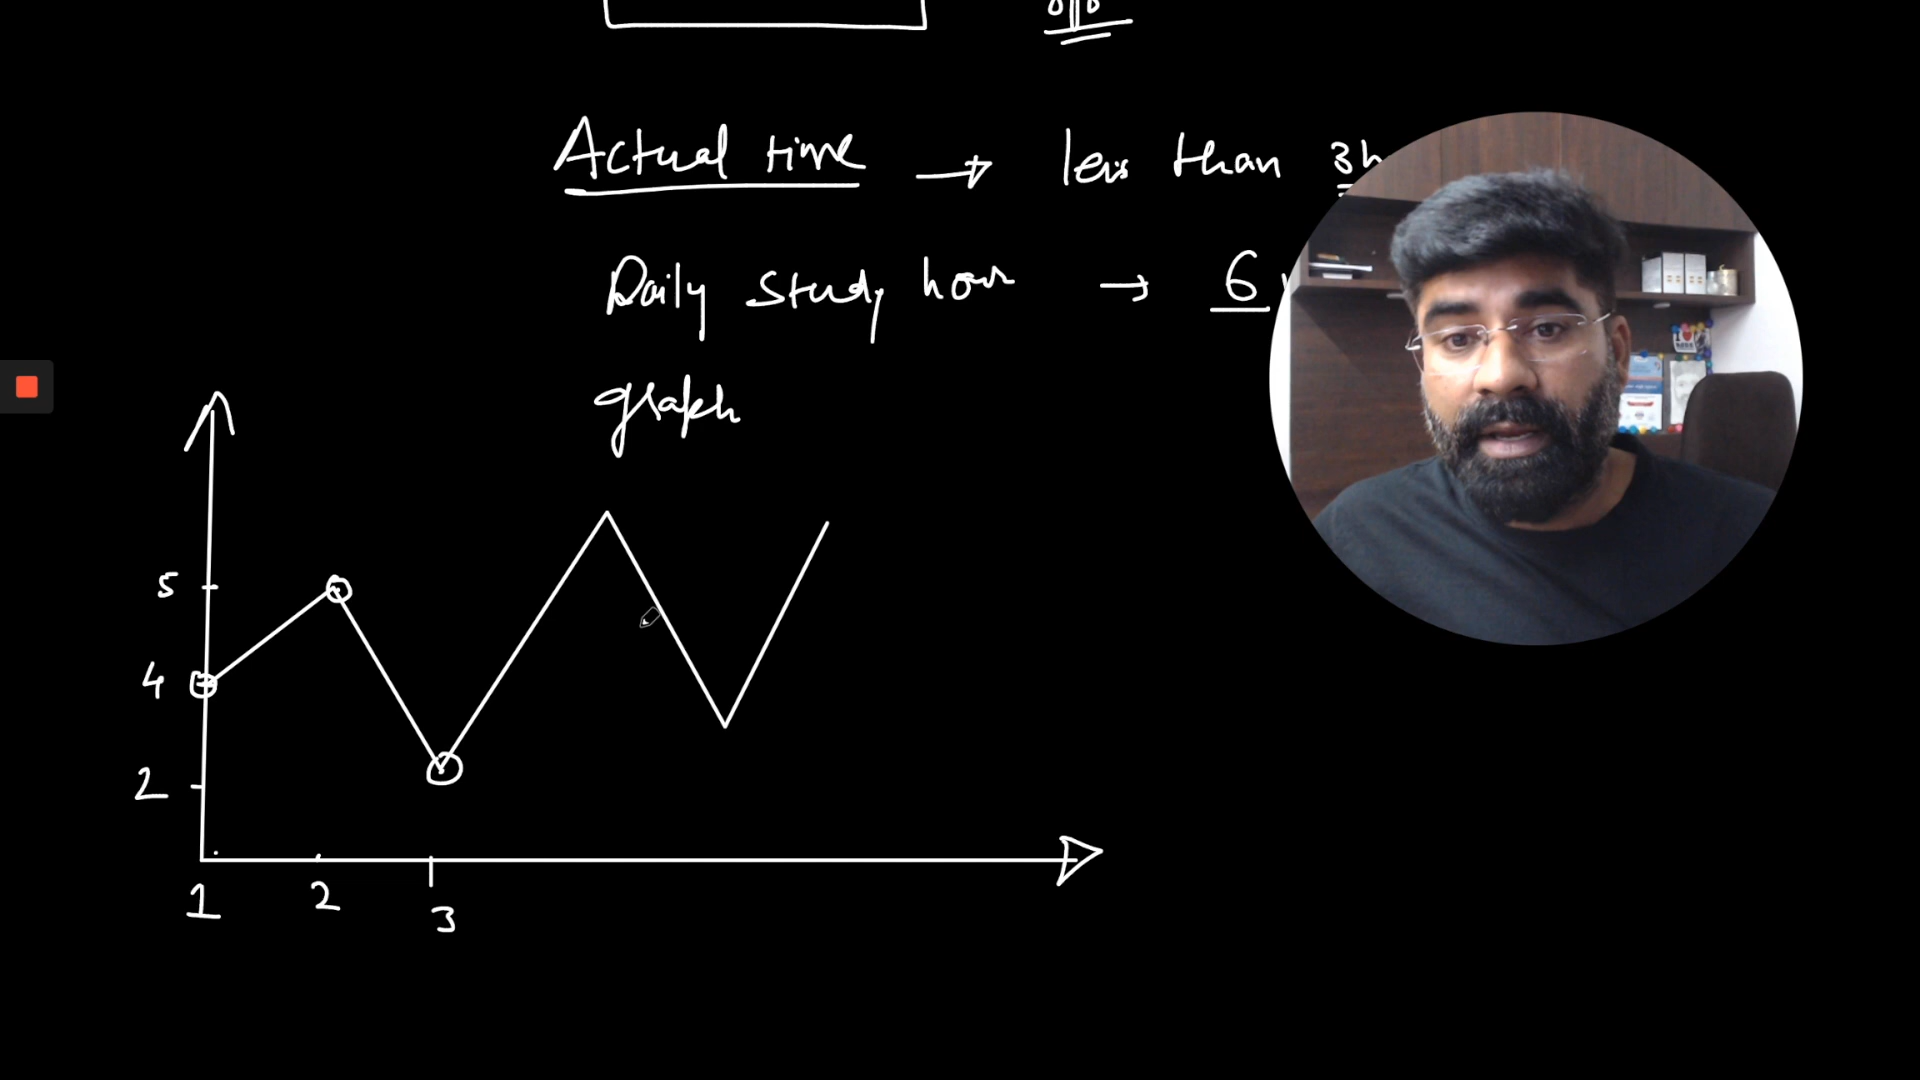 Actual time → less than 3h
Daily Study hour → 6
graph
5
4
2
1 2 3